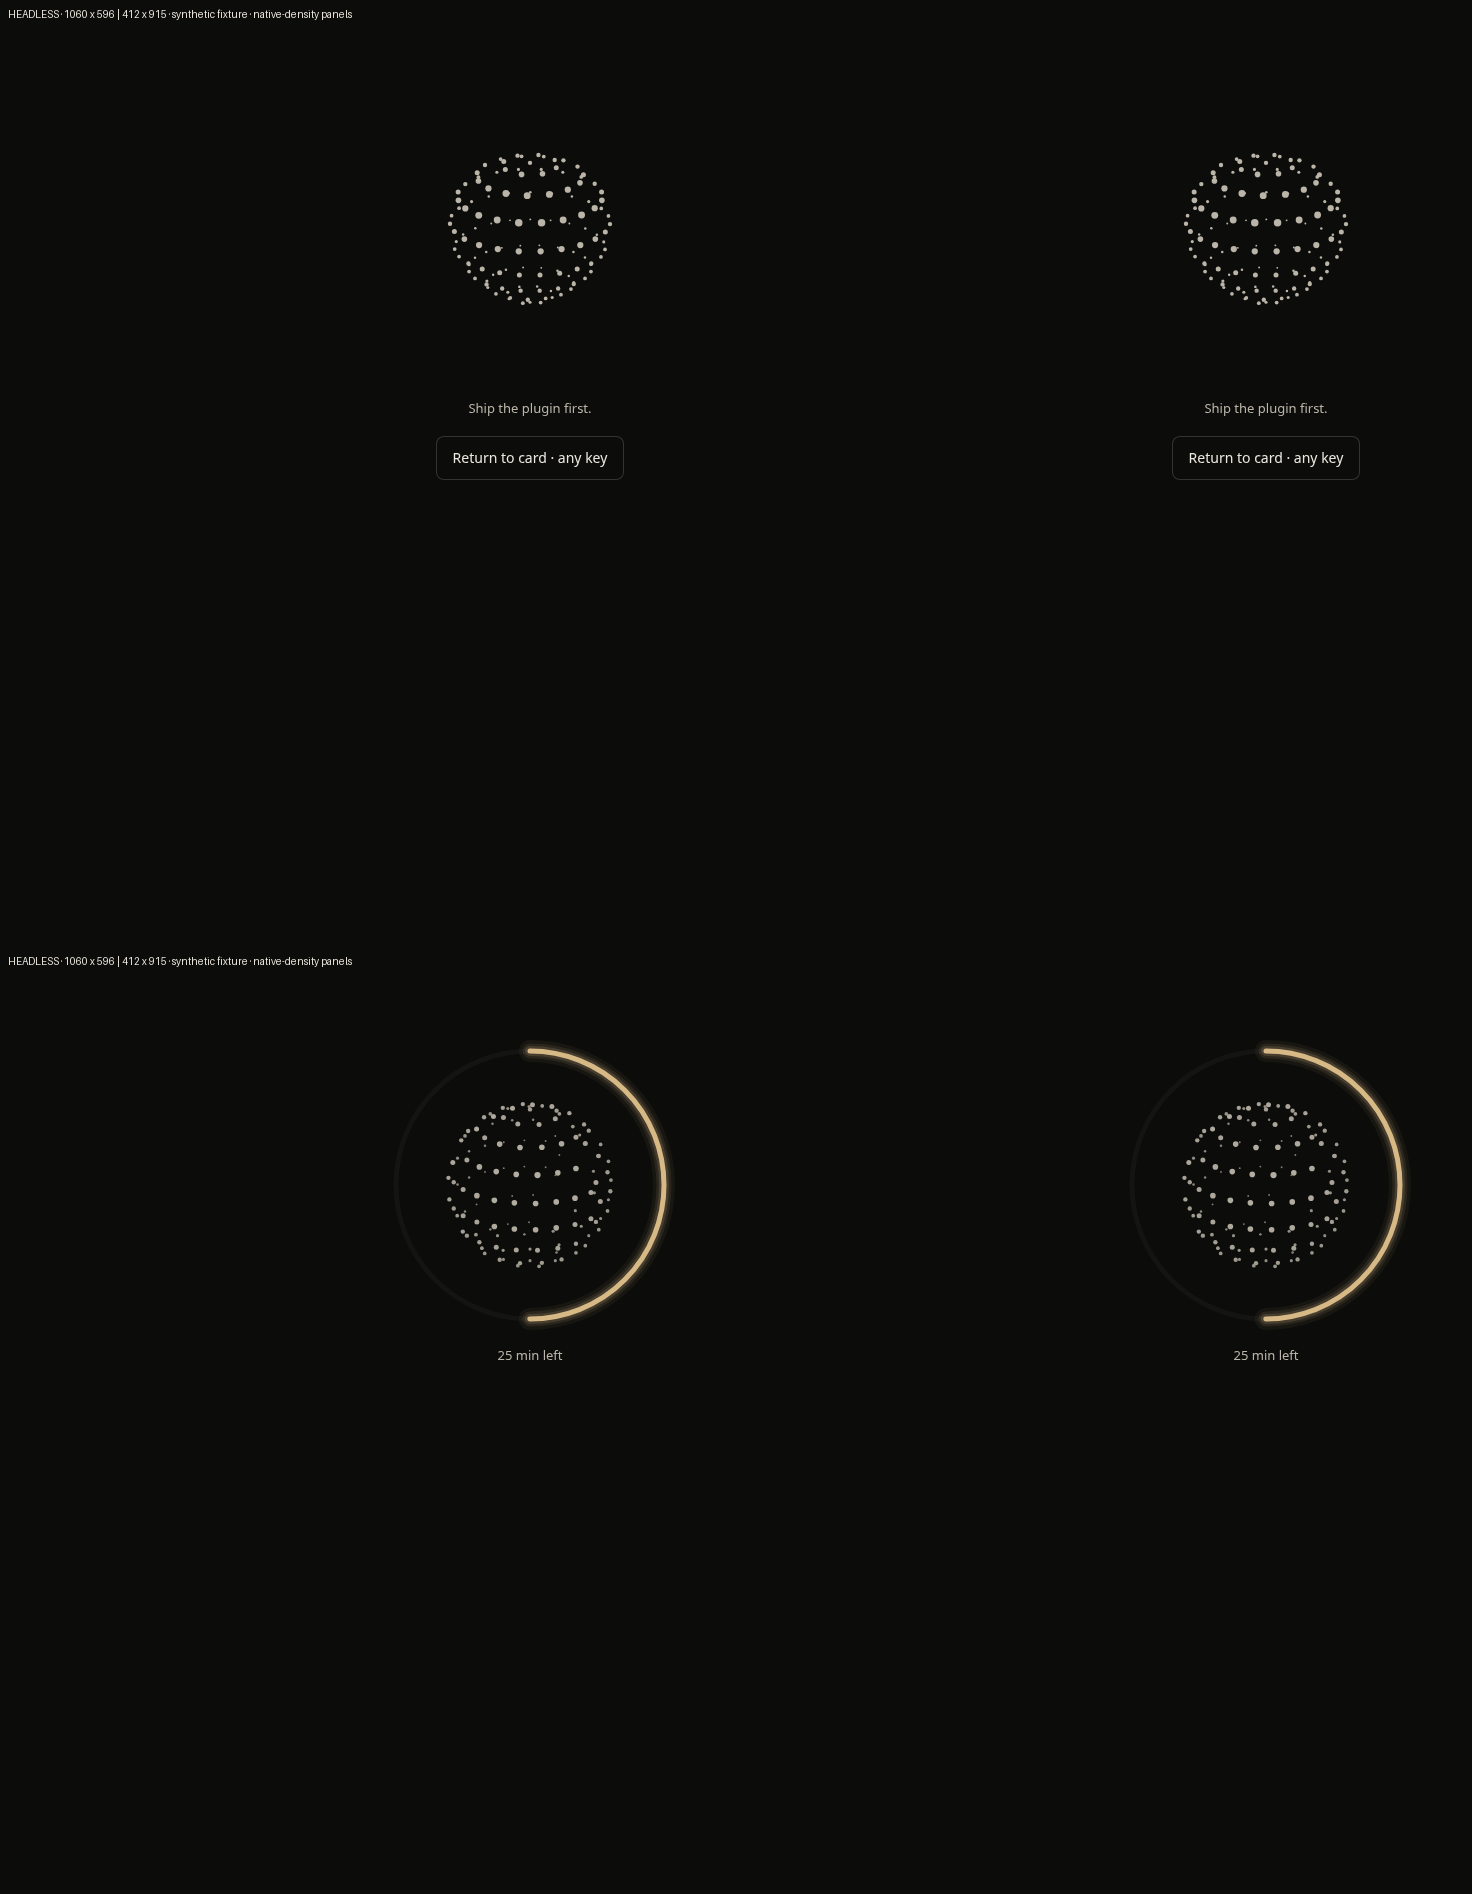 HEADLESS · 1060 x 596 | 412 x 915 · synthetic fixture · native-density panels
Ship the plugin first.
Ship the plugin first.
Return to card · any key
Return to card · any key
HEADLESS · 1060 x 596 | 412 x 915 · synthetic fixture · native-density panels
25 min left
25 min left